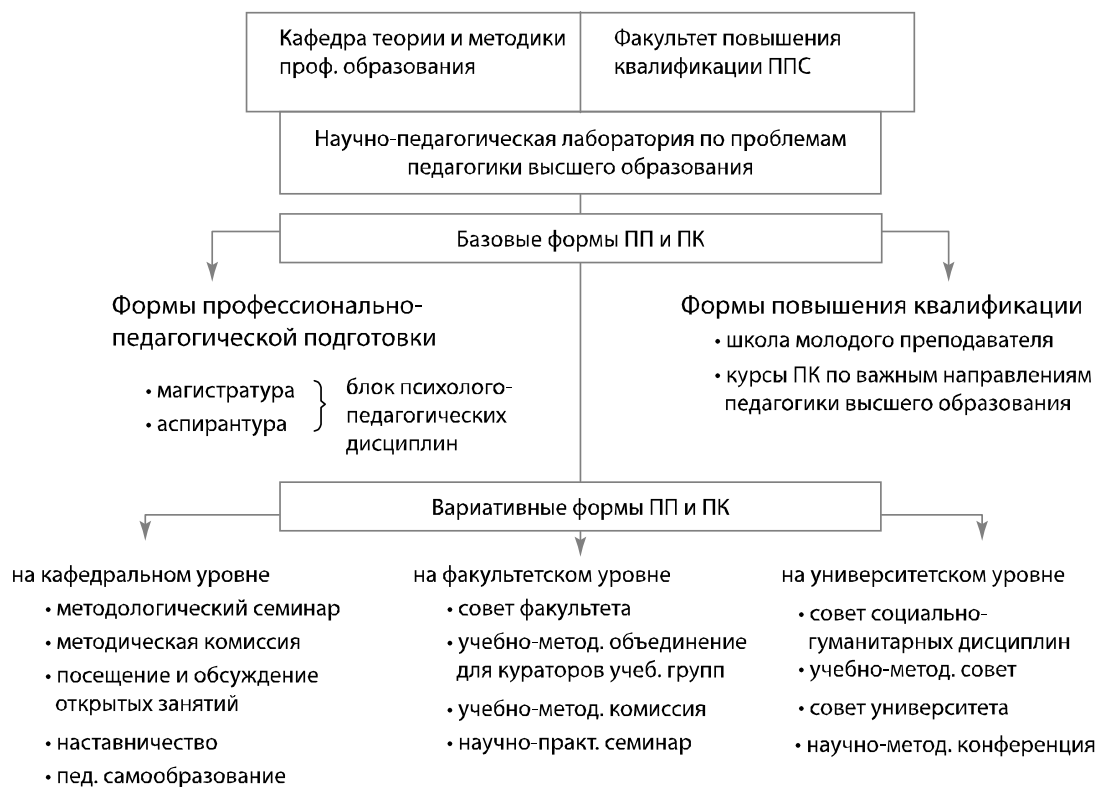 Кафедра теории и методики
проф. образования
Факультет повышения
квалификации ППС
Научно-педагогическая лаборатория по проблемам
педагогики высшего образования
Базовые формы ПП и ПК
Формы профессионально-
педагогической подготовки
• магистратура
• аспирантура
блок психолого-
педагогических
дисциплин
Формы повышения квалификации
• школа молодого преподавателя
• курсы ПК по важным направлениям
педагогики высшего образования
Вариативные формы ПП и ПК
на кафедральном уровне
• методологический семинар
• методическая комиссия
• посещение и обсуждение
открытых занятий
• наставничество
• пед. самообразование
на факультетском уровне
• совет факультета
• учебно-метод. объединение
для кураторов учеб. групп
• учебно-метод. комиссия
• научно-практ. семинар
на университетском уровне
• совет социально-
гуманитарных дисциплин
• учебно-метод. совет
• совет университета
• научно-метод. конференция